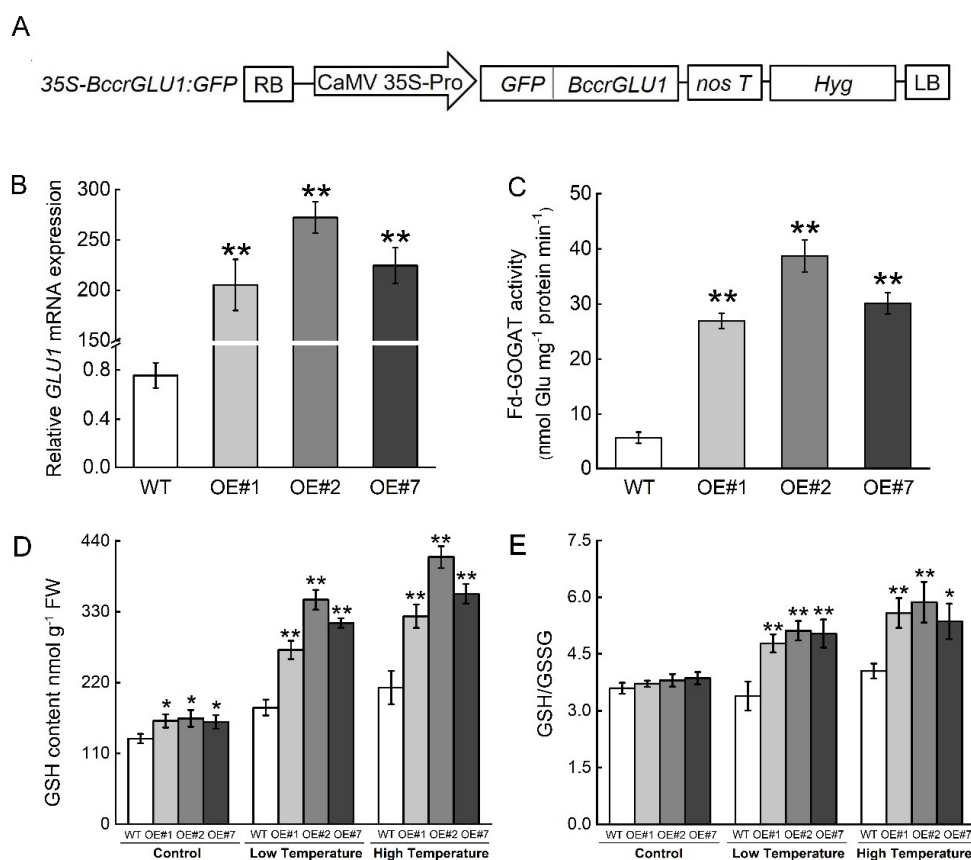 A
35S-BccrGLU1:GFP RB CaMV 35S-Pro GFP BccrGLU1 nos T Hyg LB
B
Relative GLU1 mRNA expression
300
250
200
150
0.8
0.4
0.0
** ** **
WT OE#1 OE#2 OE#7
C
Fd-GOGAT activity
(nmol Glu mg-1 protein min-1)
50
40
30
20
10
0
** ** **
WT OE#1 OE#2 OE#7
D
GSH content nmol g-1 FW
440
330
220
110
0
* * * ** ** ** ** ** **
WT OE#1 OE#2 OE#7 WT OE#1 OE#2 OE#7 WT OE#1 OE#2 OE#7
Control Low Temperature High Temperature
E
GSH/GSSG
7.5
6.0
4.5
3.0
1.5
0.0
** ** ** ** ** *
WT OE#1 OE#2 OE#7 WT OE#1 OE#2 OE#7 WT OE#1 OE#2 OE#7
Control Low Temperature High Temperature